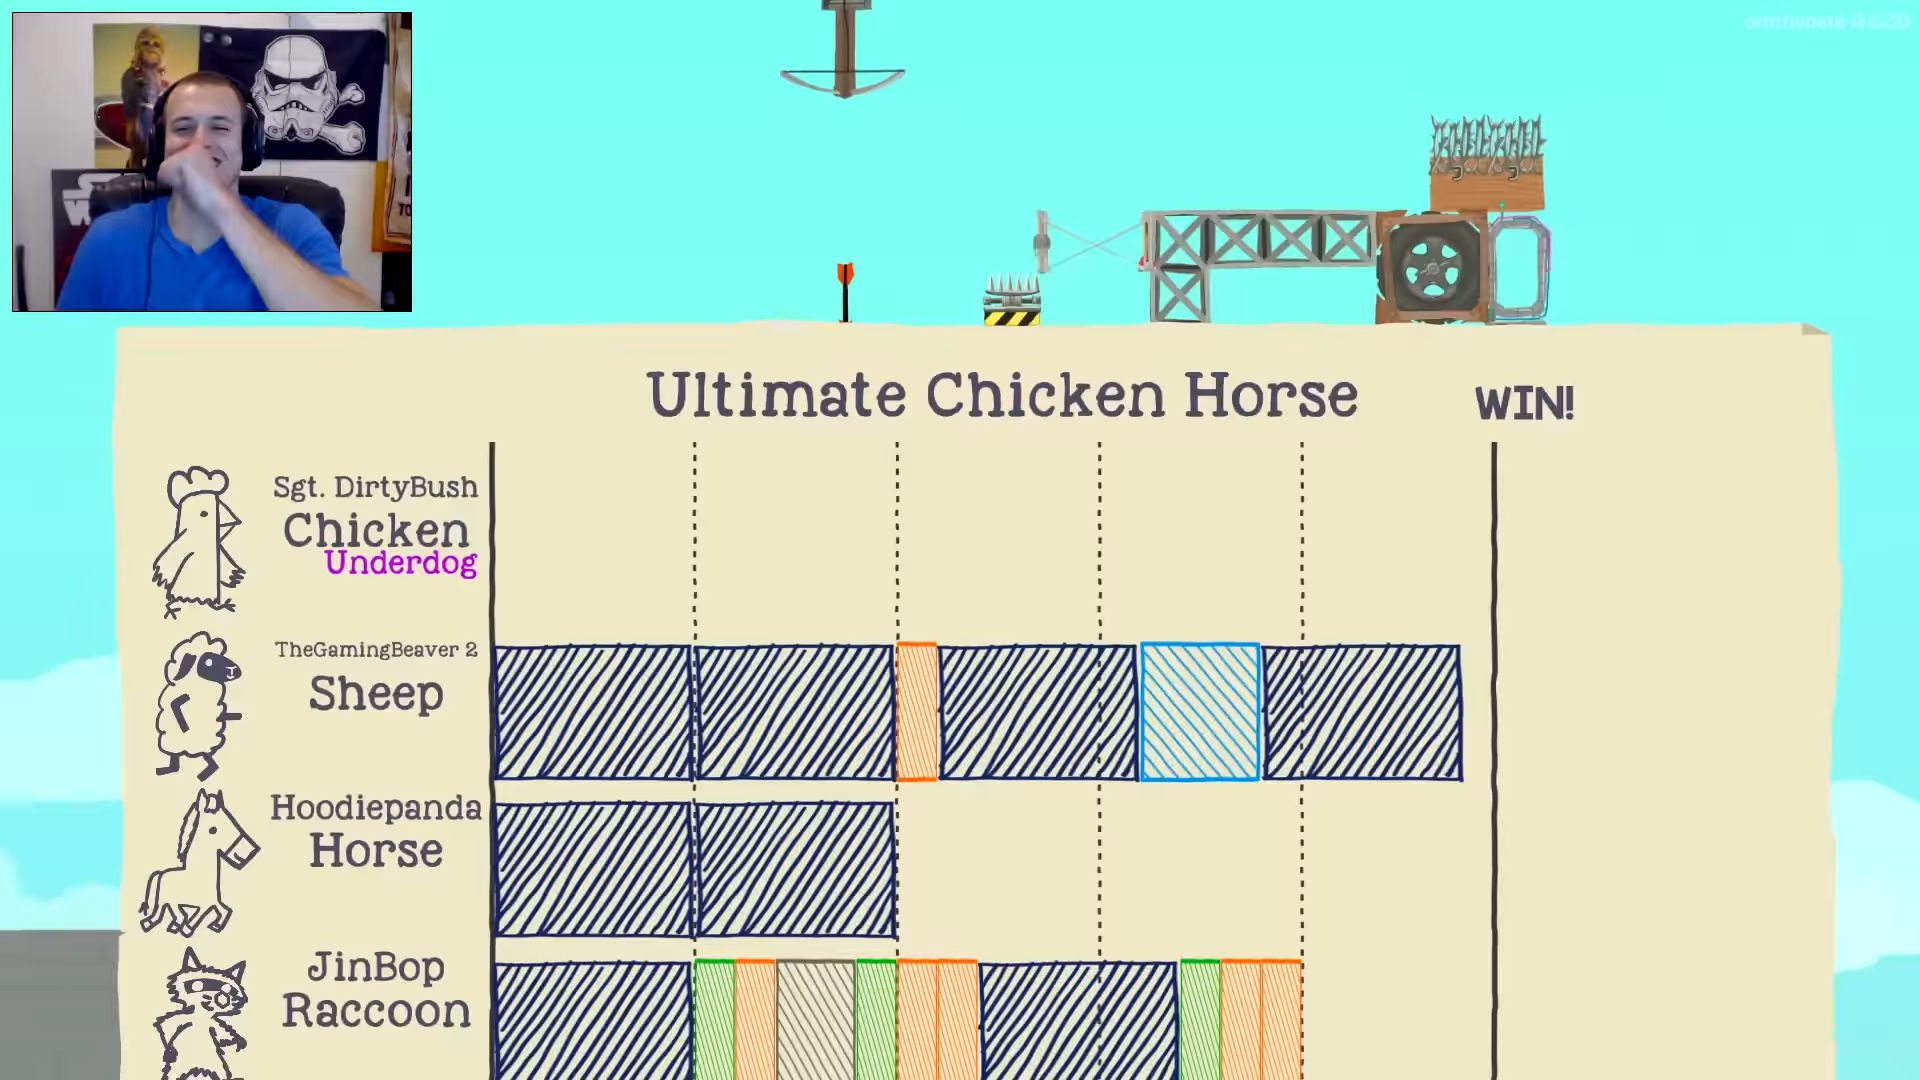 Ultimate Chicken Horse
WIN!
Sgt. DirtyBush
Chicken
Underdog
TheGamingBeaver 2
Sheep
Hoodiepanda
Horse
JinBop
Raccoon